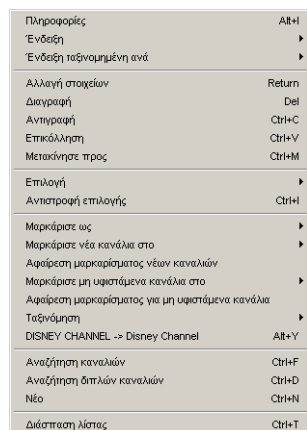 Πληροφορίες Alt+I
Ένδειξη
Ένδειξη ταξινομημένη ανά
Αλλαγή στοιχείων Return
Διαγραφή Del
Αντιγραφή Ctrl+C
Επικόλληση Ctrl+V
Μετακίνησε προς Ctrl+M
Επιλογή
Αντιστροφή επιλογής Ctrl+I
Μαρκάρισε ως
Μαρκάρισε νέα κανάλια στο
Αφαίρεση μαρκαρίσματος νέων καναλιών
Μαρκάρισε μη υφιστάμενα κανάλια στο
Αφαίρεση μαρκαρίσματος για μη υφιστάμενα κανάλια
Ταξινόμηση
DISNEY CHANNEL -> Disney Channel Alt+Y
Αναζήτηση καναλιών Ctrl+F
Αναζήτηση διπλών καναλιών Ctrl+D
Νέο Ctrl+N
Διάσπαση λίστας Ctrl+T